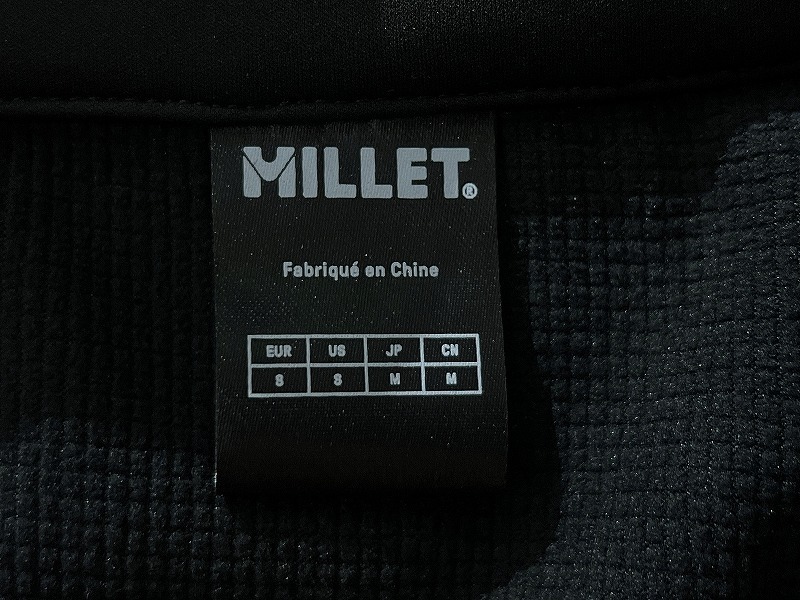 MILLET®
Fabriqué en Chine
EUR US JP CN
S S M M